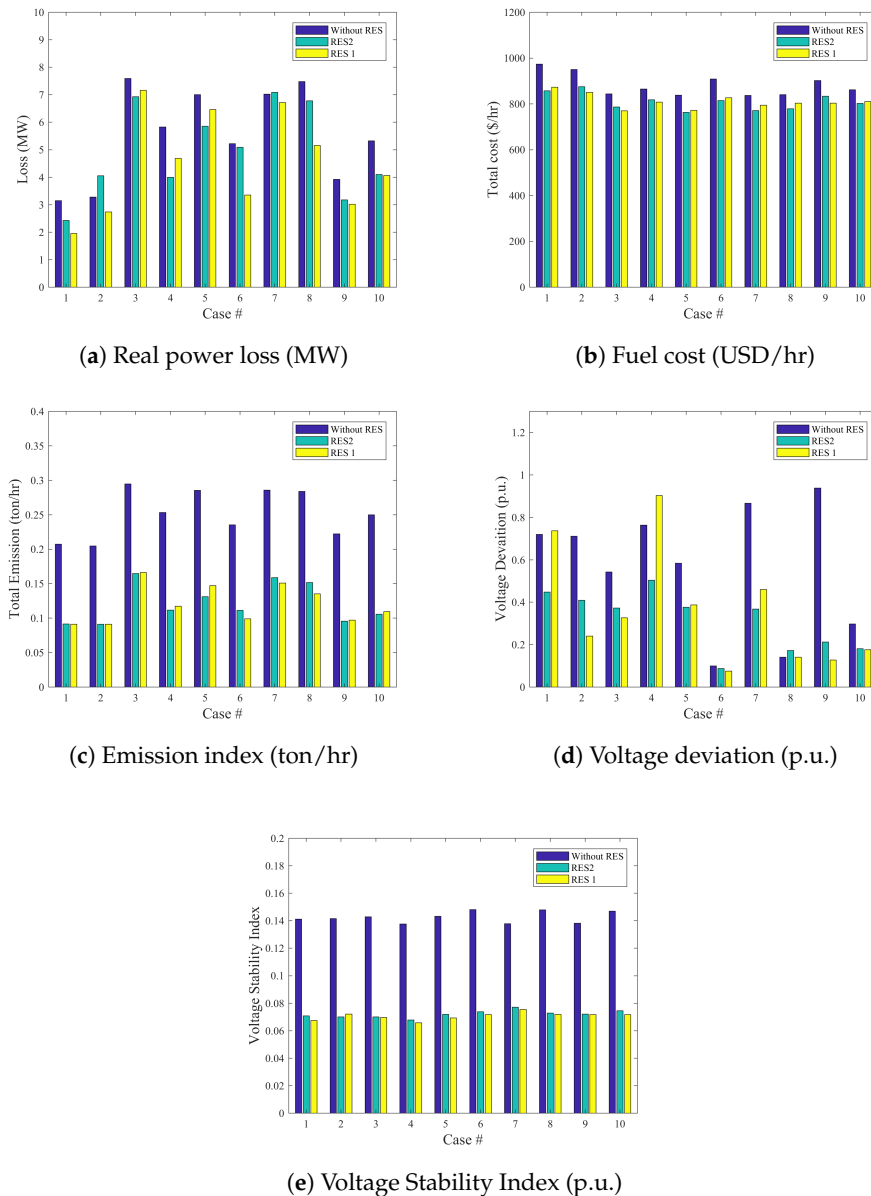 10
9
8
7
6
5
4
3
2
1
0
Loss (MW)
Without RES
RES2
RES 1
1 2 3 4 5 6 7 8 9 10
Case #
(a) Real power loss (MW)
1200
1000
800
600
400
200
0
Total cost ($/hr)
Without RES
RES2
RES 1
1 2 3 4 5 6 7 8 9 10
Case #
(b) Fuel cost (USD/hr)
0.4
0.35
0.3
0.25
0.2
0.15
0.1
0.05
0
Total Emission (ton/hr)
Without RES
RES2
RES 1
1 2 3 4 5 6 7 8 9 10
Case #
(c) Emission index (ton/hr)
1.2
1
0.8
0.6
0.4
0.2
0
Voltage Devaition (p.u.)
Without RES
RES2
RES 1
1 2 3 4 5 6 7 8 9 10
Case #
(d) Voltage deviation (p.u.)
0.2
0.18
0.16
0.14
0.12
0.1
0.08
0.06
0.04
0.02
0
Voltage Stability Index
Without RES
RES2
RES 1
1 2 3 4 5 6 7 8 9 10
Case #
(e) Voltage Stability Index (p.u.)